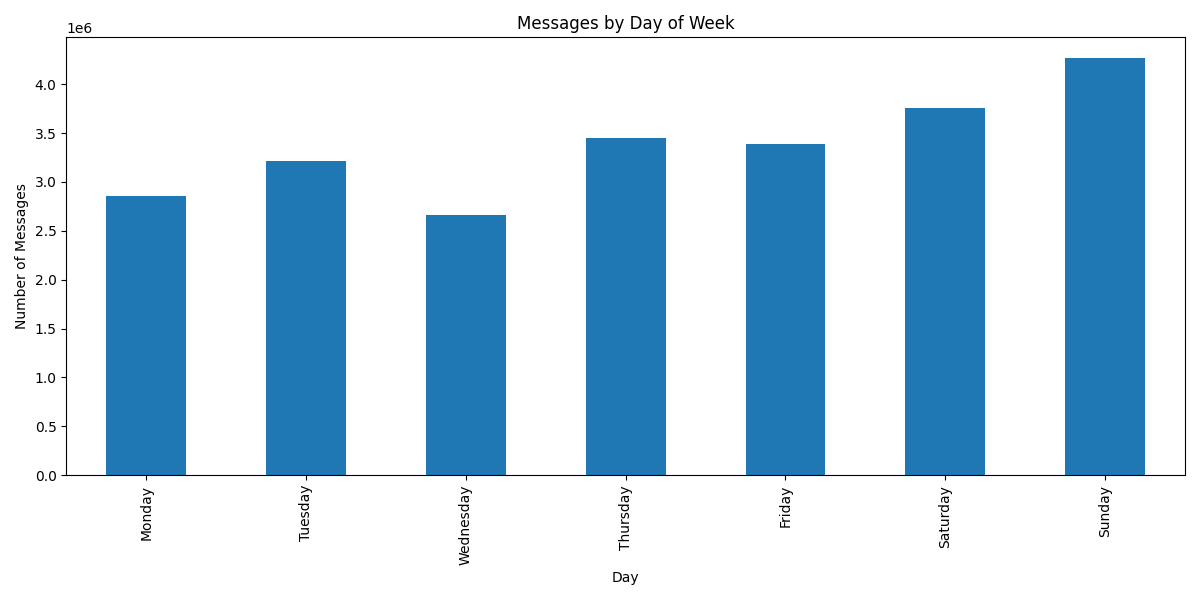 Messages by Day of Week
1e6
4.0
3.5
3.0
2.5
2.0
1.5
1.0
0.5
0.0
Number of Messages
Monday
Tuesday
Wednesday
Thursday
Friday
Saturday
Sunday
Day